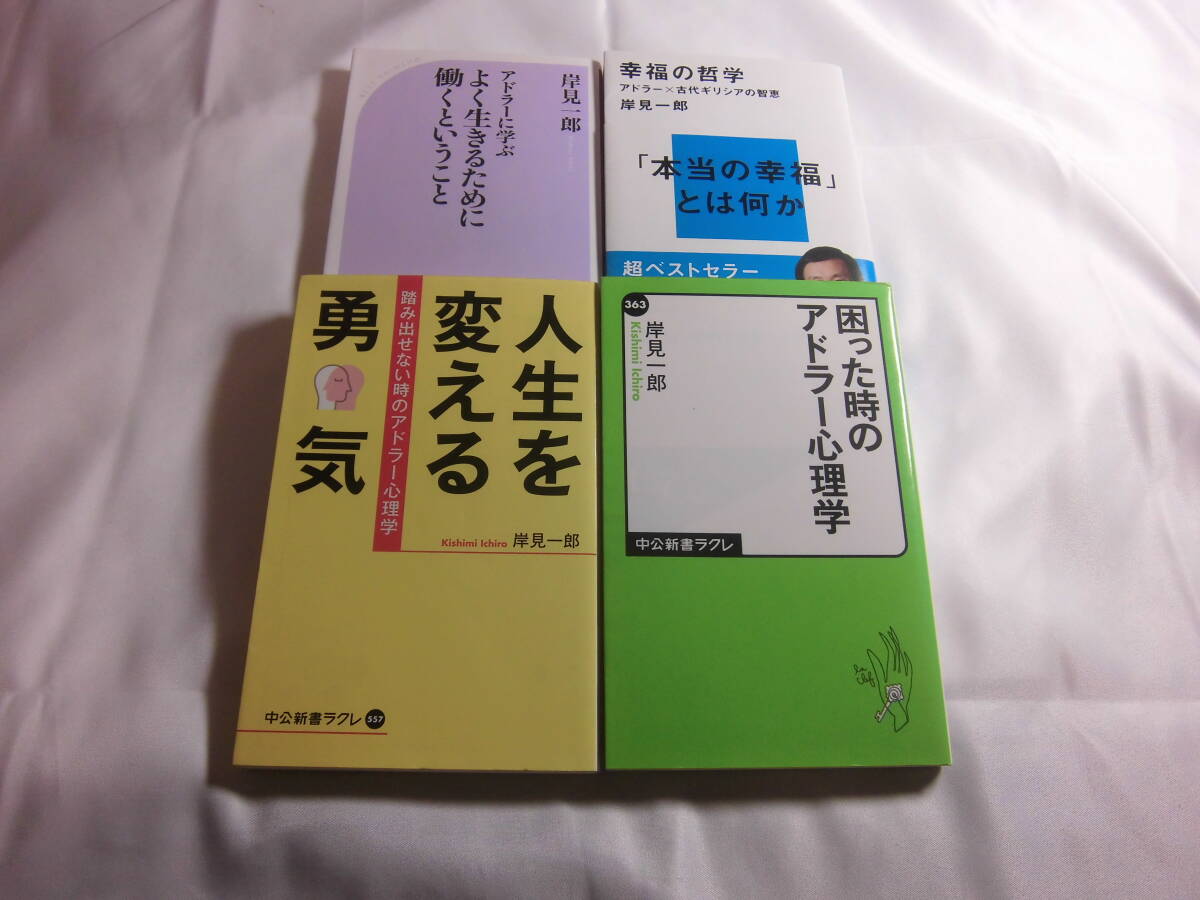 岸見一郎
アドラーに学ぶ
よく生きるために
働くということ
幸福の哲学
アドラー×古代ギリシアの智恵
岸見一郎
「本当の幸福」
とは何か
超ベストセラー
人生を
変える
勇気
踏み出せない時のアドラー心理学
Kishimi Ichiro 岸見一郎
中公新書ラクレ 557
363
困った時の
アドラー心理学
岸見一郎
Kishimi Ichiro
中公新書ラクレ
la clef